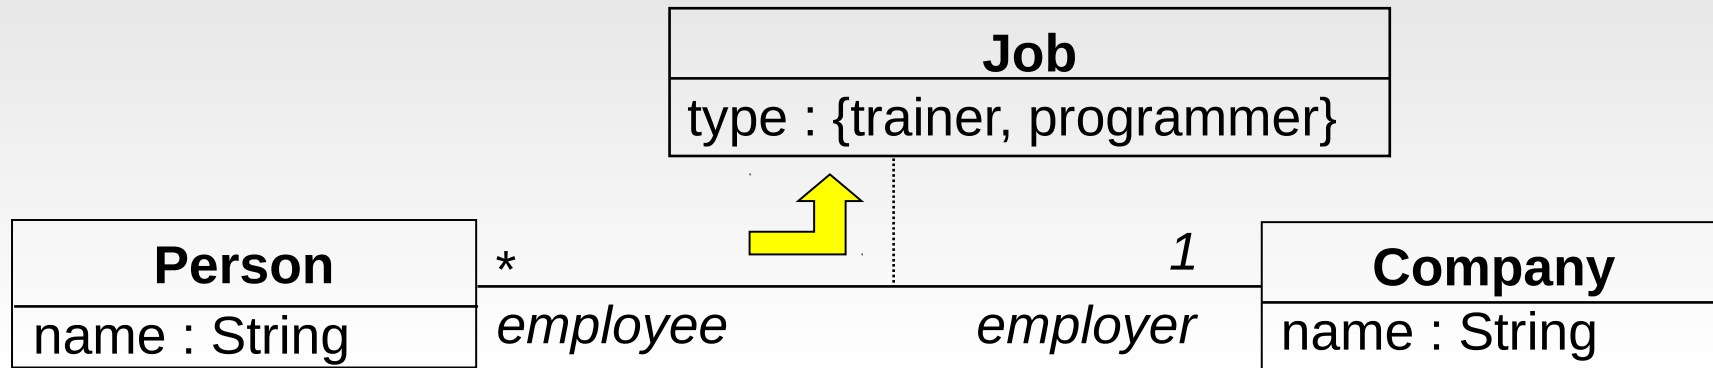 Job
type : {trainer, programmer}
Person
name : String
*
employee
1
employer
Company
name : String